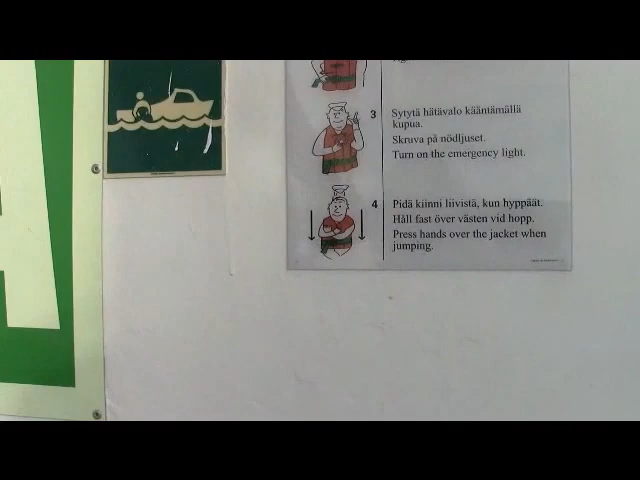 3 Sytytä hätävalo kääntämällä
kupua.
Skruva på nödljuset.
Turn on the emergency light.
4 Pidä kiinni liivistä, kun hyppäät.
Håll fast över västen vid hopp.
Press hands over the jacket when
jumping.